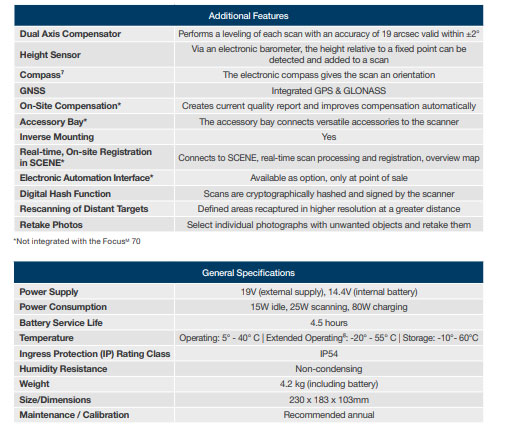 Additional Features
Dual Axis Compensator Performs a leveling of each scan with an accuracy of 19 arcsec valid within ±2°
Height Sensor Via an electronic barometer, the height relative to a fixed point can be
detected and added to a scan
Compass⁷ The electronic compass gives the scan an orientation
GNSS Integrated GPS & GLONASS
On-Site Compensation* Creates current quality report and improves compensation automatically
Accessory Bay* The accessory bay connects versatile accessories to the scanner
Inverse Mounting Yes
Real-time, On-site Registration
in SCENE* Connects to SCENE, real-time scan processing and registration, overview map
Electronic Automation Interface* Available as option, only at point of sale
Digital Hash Function Scans are cryptographically hashed and signed by the scanner
Rescanning of Distant Targets Defined areas recaptured in higher resolution at a greater distance
Retake Photos Select individual photographs with unwanted objects and retake them
*Not integrated with the Focusᴹ 70
General Specifications
Power Supply 19V (external supply), 14.4V (internal battery)
Power Consumption 15W idle, 25W scanning, 80W charging
Battery Service Life 4.5 hours
Temperature Operating: 5° - 40° C | Extended Operating⁸: -20° - 55° C | Storage: -10°- 60°C
Ingress Protection (IP) Rating Class IP54
Humidity Resistance Non-condensing
Weight 4.2 kg (including battery)
Size/Dimensions 230 x 183 x 103mm
Maintenance / Calibration Recommended annual